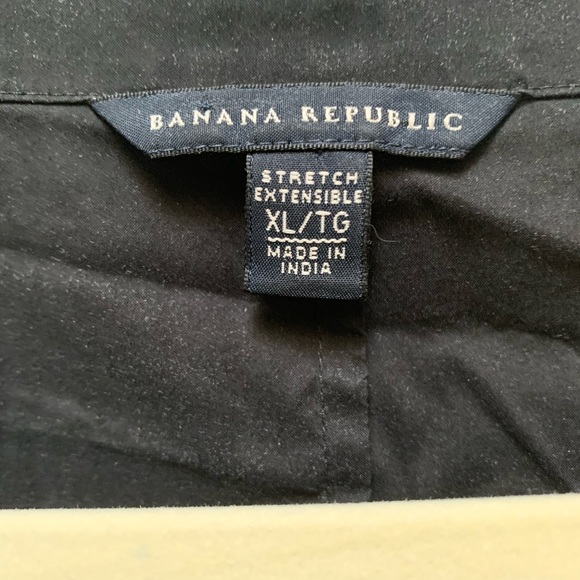 BANANA REPUBLIC
STRETCH
EXTENSIBLE
XL/TG
MADE IN
INDIA